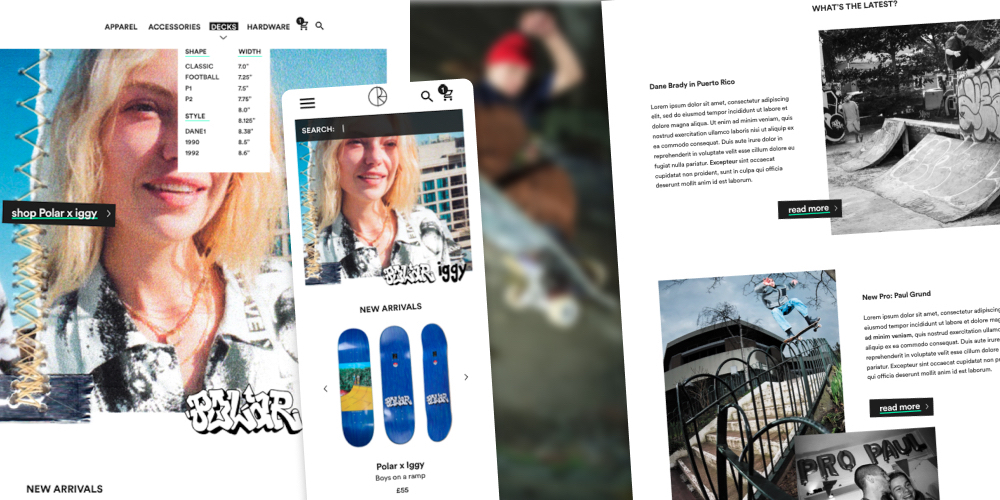 APPAREL ACCESSORIES DECKS HARDWARE 1
SHAPE
CLASSIC
FOOTBALL
P1
P2
STYLE
DANE1
1990
1992
WIDTH
7.0"
7.25"
7.5"
7.75"
8.0"
8.125"
8.38"
8.5"
8.6"
shop Polar x iggy
POLAR
NEW ARRIVALS
1
SEARCH: |
POLAR iggy
NEW ARRIVALS
POLAR
POLAR
Polar x Iggy
Boys on a ramp
£55
WHAT'S THE LATEST?
Dane Brady in Puerto Rico
Lorem ipsum dolor sit amet, consectetur adipiscing
elit, sed do eiusmod tempor incididunt ut labore et
dolore magna aliqua. Ut enim ad minim veniam, quis
nostrud exercitation ullamco laboris nisi ut aliquip ex
ea commodo consequat. Duis aute irure dolor in
reprehenderit in voluptate velit esse cillum dolore eu
fugiat nulla pariatur. Excepteur sint occaecat
cupidatat non proident, sunt in culpa qui officia
deserunt mollit anim id est laborum.
read more
New Pro: Paul Grund
Lorem ipsum dolor sit amet, consectetur adipiscing
eiusmod tempor incididunt ut labore et dolore mag
ad minim veniam, quis nostrud exercitation ullamco
aliquip ex ea commodo consequat. Duis aute irure
reprehenderit in voluptate velit esse cillum dolore
pariatur. Excepteur sint occaecat cupidatat non
qui officia deserunt mollit anim id est laborum.
read more
PRO PAUL